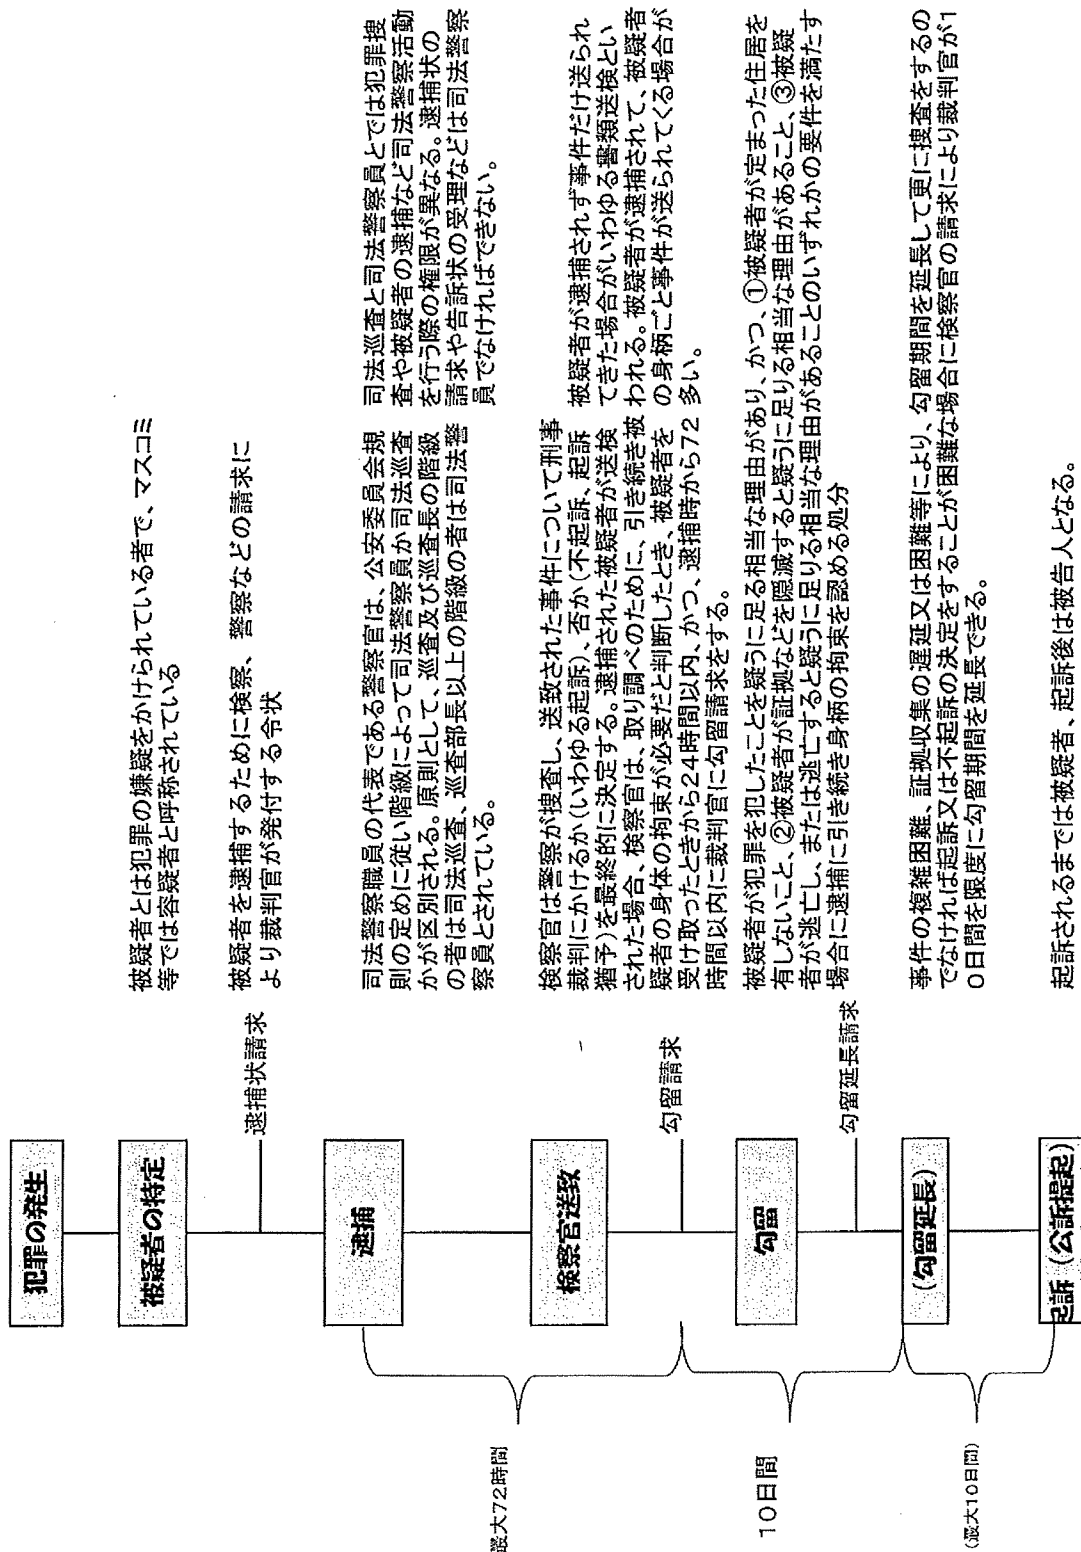 犯罪の発生
被疑者の特定
被疑者とは犯罪の嫌疑をかけられている者で、マスコミ
等では容疑者と呼称されている
逮捕状請求
被疑者を逮捕するために検察、警察などの請求に
より裁判官が発付する令状
逮捕
司法警察職員の代表である警察官は、公安委員会規
則の定めに従い階級によって司法警察員か司法巡査
かが区別される。原則として、巡査及び巡査長の階級
の者は司法巡査、巡査部長以上の階級の者は司法警
察員とされている。
司法巡査と司法警察員とでは犯罪捜
査や被疑者の逮捕など司法警察活動
を行う際の権限が異なる。逮捕状の
請求や告訴状の受理などは司法警察
員でなければできない。
最大72時間
検察官送致
検察官は警察が捜査し、送致された事件について刑事
裁判にかけるか(いわゆる起訴)、否か(不起訴、起訴
猶予)を最終的に決定する。逮捕された被疑者が送検
された場合、検察官は、取り調べのために、引き続き被
疑者の身体の拘束が必要だと判断したとき、被疑者を
受け取ったときから24時間以内、かつ、逮捕時から72
時間以内に裁判官に勾留請求をする。
被疑者が逮捕されず事件だけ送られ
てきた場合がいわゆる書類送検とい
われる。被疑者が逮捕されて、被疑者
の身柄ごと事件が送られてくる場合が
多い。
勾留請求
勾留
10日間
被疑者が犯罪を犯したことを疑うに足る相当な理由があり、かつ、①被疑者が定まった住居を
有しないこと、②被疑者が証拠などを隠滅すると疑うに足りる相当な理由があること、③被疑
者が逃亡し、または逃亡すると疑うに足りる相当な理由があることのいずれかの要件を満たす
場合に逮捕に引き続き身柄の拘束を認める処分
勾留延長請求
(勾留延長)
(最大10日間)
事件の複雑困難、証拠収集の遅延又は困難等により、勾留期間を延長して更に捜査をするの
でなければ起訴又は不起訴の決定をすることが困難な場合に検察官の請求により裁判官が1
0日間を限度に勾留期間を延長できる。
起訴(公訴提起)
起訴されるまでは被疑者、起訴後は被告人となる。